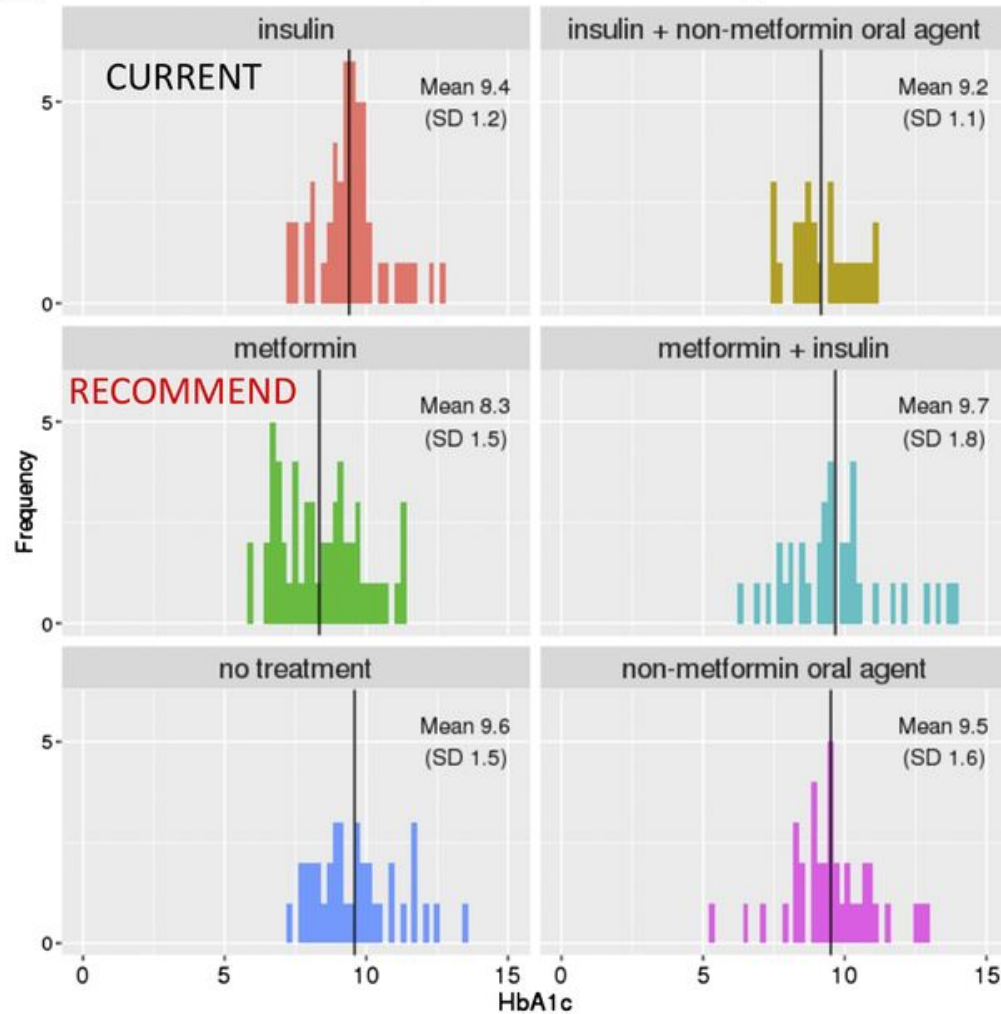 insulin
insulin + non-metformin oral agent
CURRENT
Mean 9.4
(SD 1.2)
Mean 9.2
(SD 1.1)
5
0
metformin
metformin + insulin
RECOMMEND
Mean 8.3
(SD 1.5)
Mean 9.7
(SD 1.8)
5
0
Frequency
no treatment
non-metformin oral agent
Mean 9.6
(SD 1.5)
Mean 9.5
(SD 1.6)
5
0
0 5 10 15 0 5 10 15
HbA1c